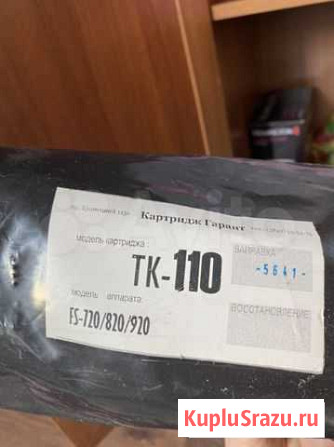 Картридж Гарант
модель картриджа :
TK-110
ЗАПРАВКА
-5641-
модель аппарата:
FS-720/820/920
ВОССТАНОВЛЕНИЕ
KupluSrazu.ru